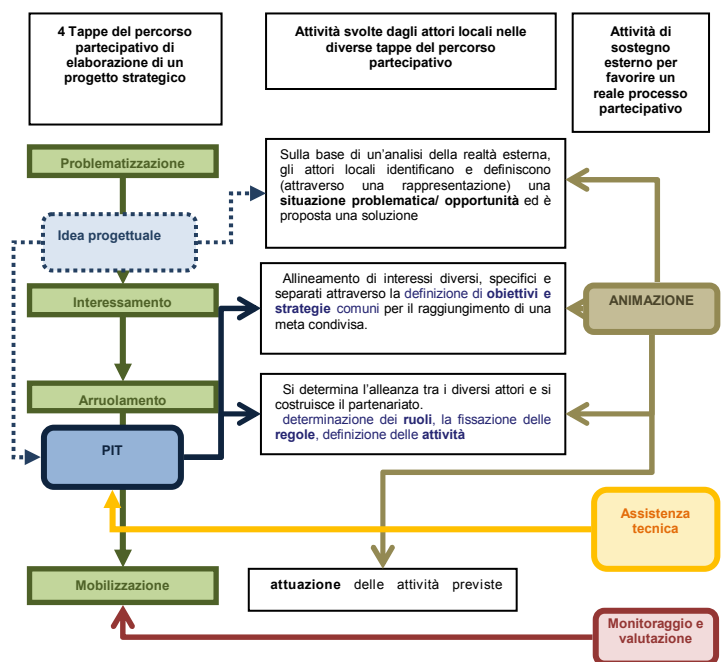 4 Tappe del percorso
partecipativo di
elaborazione di un
progetto strategico
Attività svolte dagli attori locali nelle
diverse tappe del percorso
partecipativo
Attività di
sostegno
esterno per
favorire un
reale processo
partecipativo
Problematizzazione
Sulla base di un'analisi della realtà esterna,
gli attori locali identificano e definiscono
(attraverso una rappresentazione) una
situazione problematica/ opportunità ed è
proposta una soluzione
Idea progettuale
Interessamento
Allineamento di interessi diversi, specifici e
separati attraverso la definizione di obiettivi e
strategie comuni per il raggiungimento di una
meta condivisa.
ANIMAZIONE
Arruolamento
Si determina l'alleanza tra i diversi attori e si
costruisce il partenariato.
determinazione dei ruoli, la fissazione delle
regole, definizione delle attività
PIT
Assistenza
tecnica
Mobilizzazione
attuazione delle attività previste
Monitoraggio e
valutazione